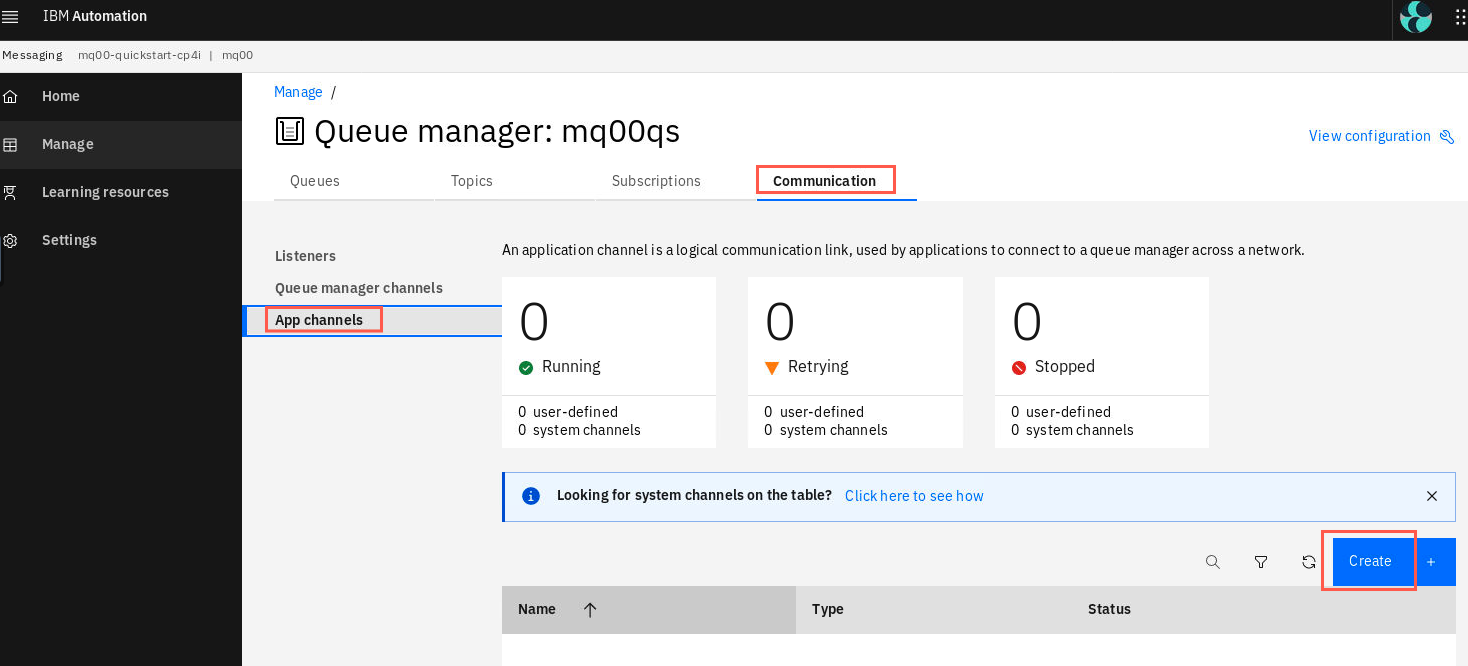 IBM Automation
Messaging mq00-quickstart-cp4i | mq00
Home
Manage
Learning resources
Settings
Manage /
Queue manager: mq00qs
View configuration
Queues Topics Subscriptions Communication
Listeners
Queue manager channels
App channels
An application channel is a logical communication link, used by applications to connect to a queue manager across a network.
0
Running
0 user-defined
0 system channels
0
Retrying
0 user-defined
0 system channels
0
Stopped
0 user-defined
0 system channels
Looking for system channels on the table? Click here to see how
Create +
Name Type Status